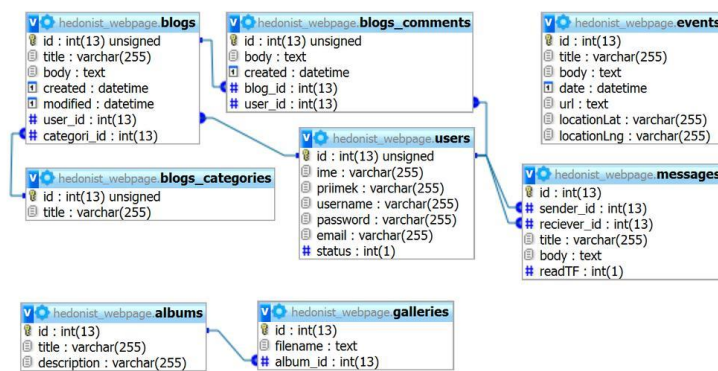 hedonist_webpage.blogs
id : int(13) unsigned
title : varchar(255)
body : text
created : datetime
modified : datetime
# user_id : int(13)
# categori_id : int(13)
hedonist_webpage.blogs_comments
id : int(13) unsigned
body : text
created : datetime
# blog_id : int(13)
# user_id : int(13)
hedonist_webpage.events
id : int(13)
title : varchar(255)
body : text
date : datetime
url : text
locationLat : varchar(255)
locationLng : varchar(255)
hedonist_webpage.blogs_categories
id : int(13) unsigned
title : varchar(255)
hedonist_webpage.users
id : int(13) unsigned
ime : varchar(255)
priimek : varchar(255)
username : varchar(255)
password : varchar(255)
email : varchar(255)
# status : int(1)
hedonist_webpage.messages
id : int(13)
# sender_id : int(13)
# reciever_id : int(13)
title : varchar(255)
body : text
# readTF : int(1)
hedonist_webpage.albums
id : int(13)
title : varchar(255)
description : varchar(255)
hedonist_webpage.galleries
id : int(13)
filename : text
# album_id : int(13)